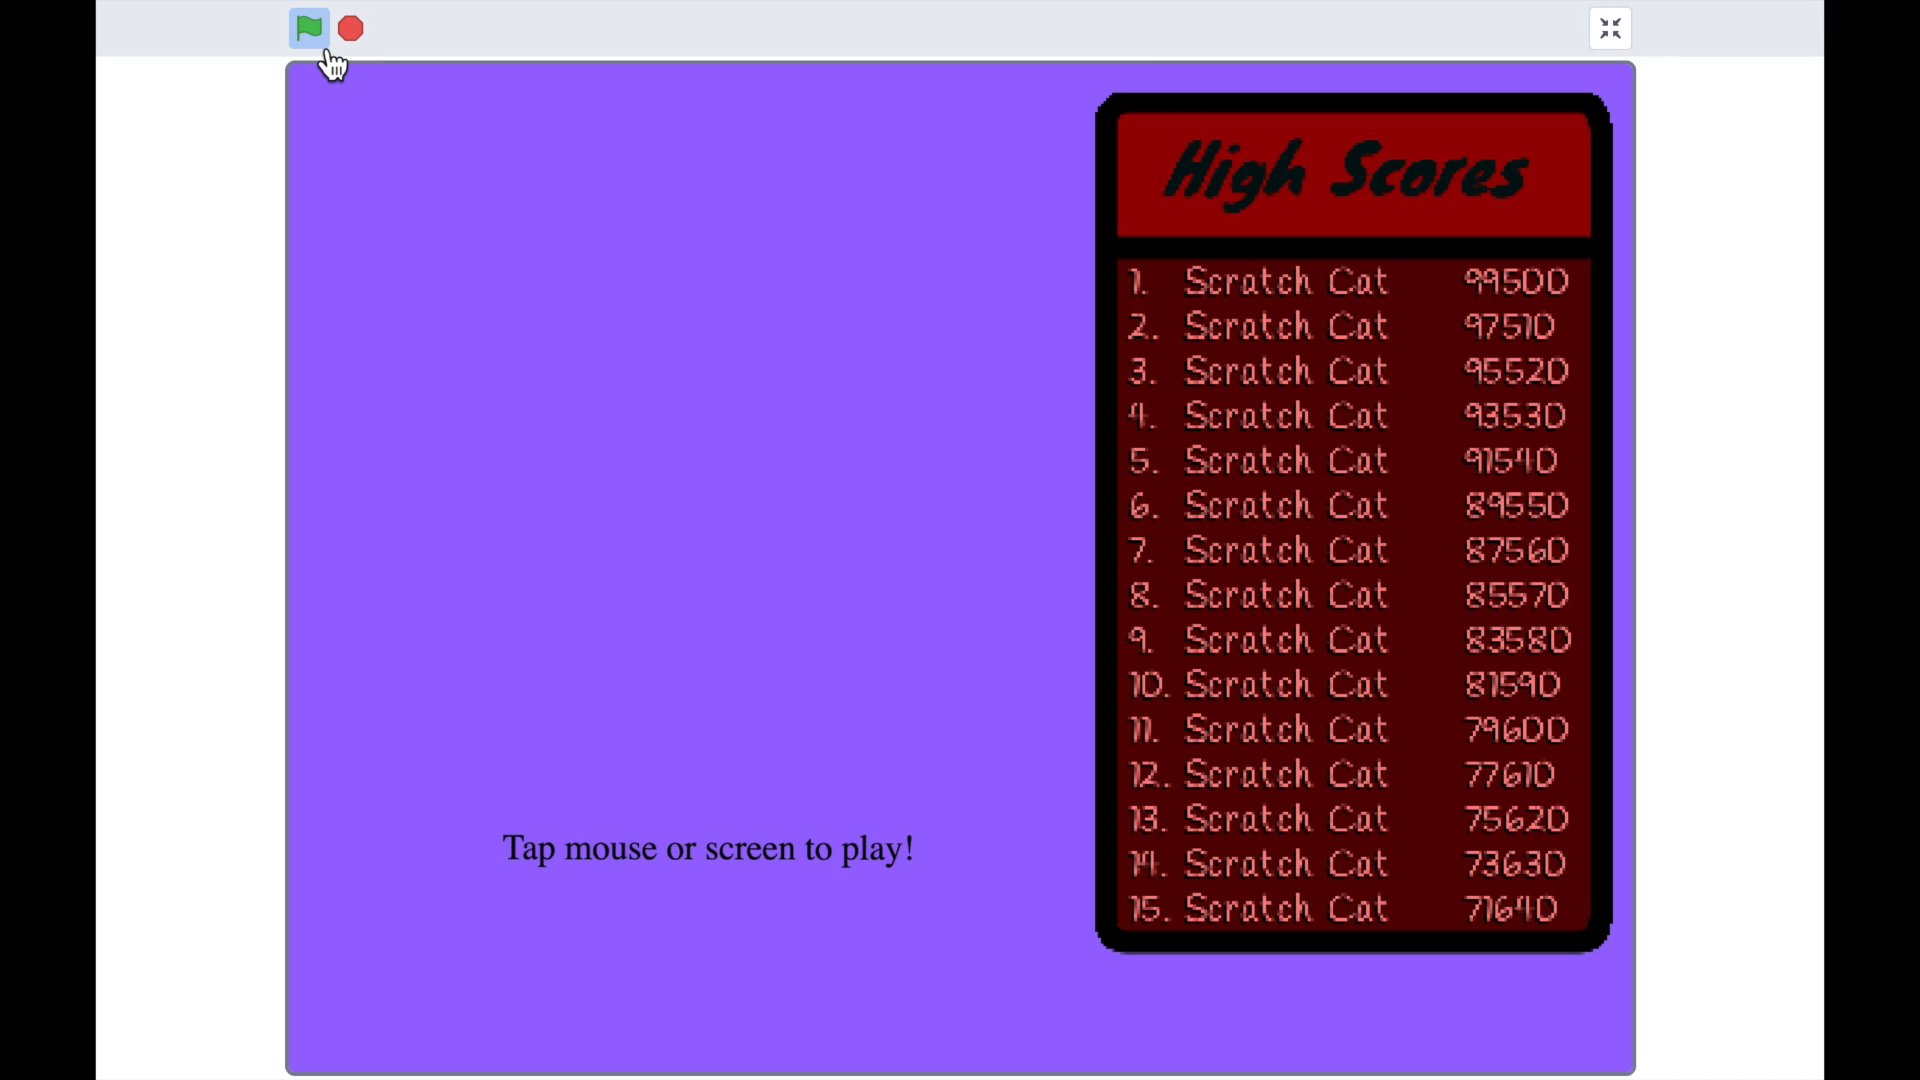 High Scores
1. Scratch Cat 99500
2. Scratch Cat 97510
3. Scratch Cat 95520
4. Scratch Cat 93530
5. Scratch Cat 91540
6. Scratch Cat 89550
7. Scratch Cat 87560
8. Scratch Cat 85570
9. Scratch Cat 83580
10. Scratch Cat 81590
11. Scratch Cat 79600
12. Scratch Cat 77610
13. Scratch Cat 75620
14. Scratch Cat 73630
15. Scratch Cat 71640
Tap mouse or screen to play!